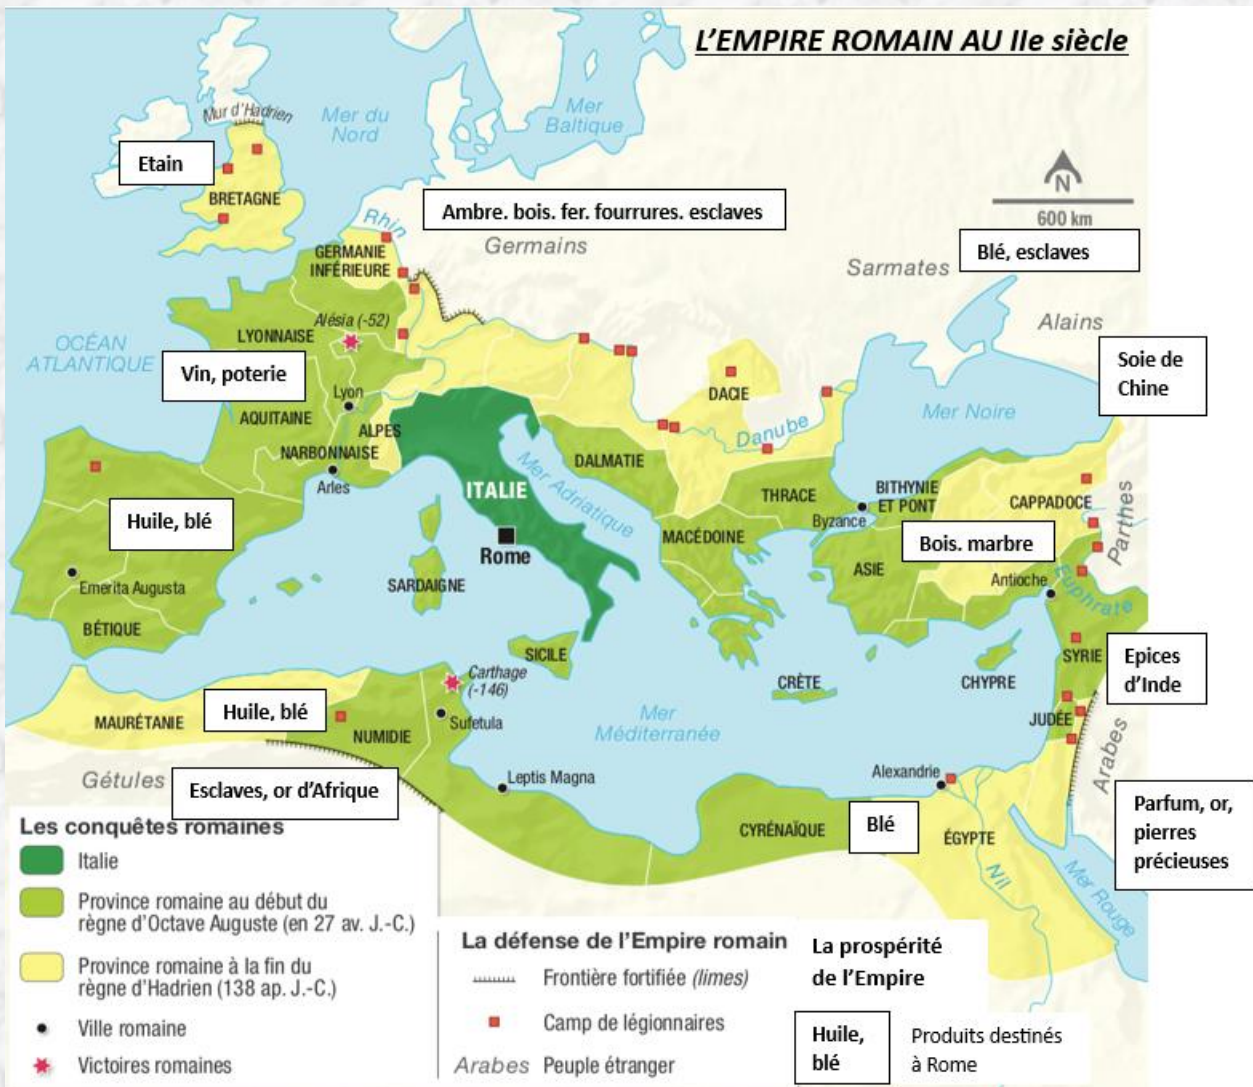 L'EMPIRE ROMAIN AU IIe siècle
Mur d'Hadrien
Mer du
Nord
Mer
Baltique
Etain
BRETAGNE
N
600 km
Rhin
Ambre. bois. fer. fourrures. esclaves
Germains
GERMANIE
INFÉRIEURE
Blé, esclaves
Sarmates
Alains
OCÉAN
ATLANTIQUE
Alésia (-52)
LYONNAISE
Vin, poterie
Lyon
AQUITAINE
ALPES
NARBONNAISE
Arles
DACIE
Danube
Mer Noire
Soie de
Chine
DALMATIE
Mer Adriatique
ITALIE
Rome
THRACE
BITHYNIE
ET PONT
CAPPADOCE
Parthes
Byzance
MACÉDOINE
Bois. marbre
Huile, blé
ASIE
Antioche
Euphrate
Emerita Augusta
BÉTIQUE
SARDAIGNE
SICILE
Carthage
(-146)
CRÈTE
CHYPRE
SYRIE
Epices
d'Inde
MAURÉTANIE
Huile, blé
NUMIDIE
Sufetula
Mer
Méditerranée
JUDÉE
Arabes
Gétules
Esclaves, or d'Afrique
Leptis Magna
Alexandrie
CYRÉNAÏQUE
Blé
ÉGYPTE
Nil
Mer Rouge
Parfum, or,
pierres
précieuses
Les conquêtes romaines
Italie
Province romaine au début du
règne d'Octave Auguste (en 27 av. J.-C.)
Province romaine à la fin du
règne d'Hadrien (138 ap. J.-C.)
Ville romaine
Victoires romaines
La défense de l'Empire romain
Frontière fortifiée (limes)
Camp de légionnaires
Arabes Peuple étranger
La prospérité
de l'Empire
Huile,
blé
Produits destinés
à Rome